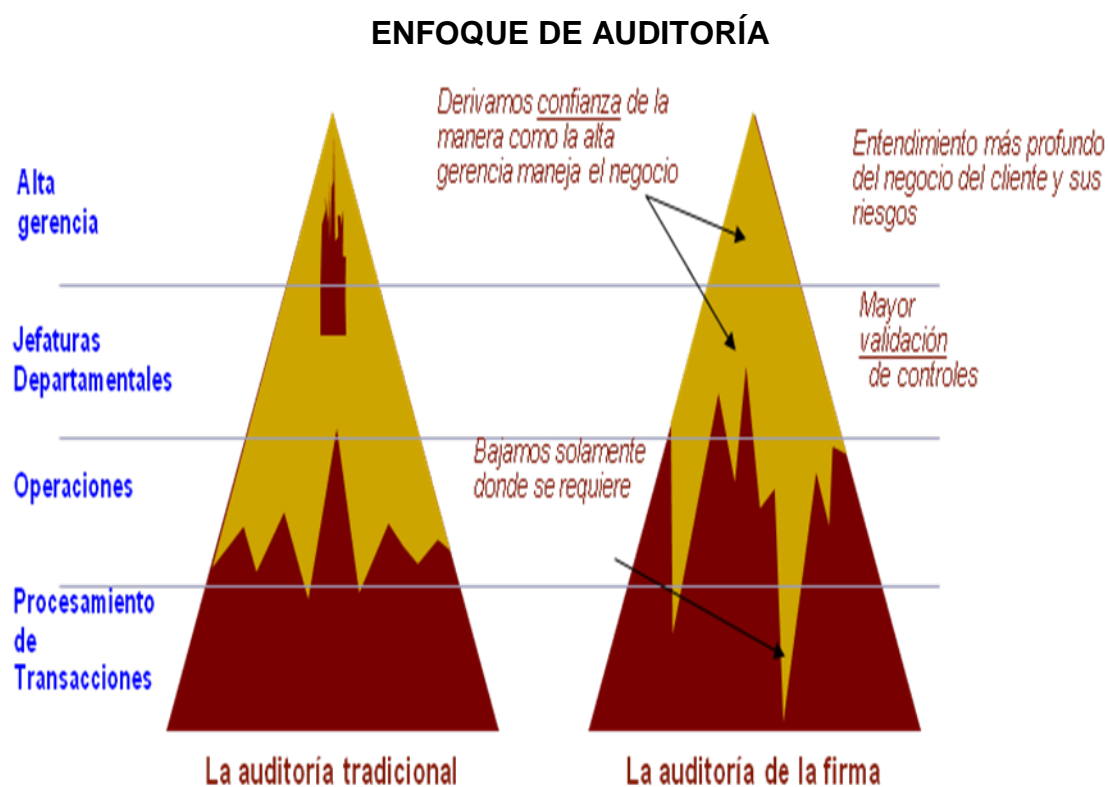 ENFOQUE DE AUDITORÍA
Derivamos confianza de la
manera como la alta
gerencia maneja el negocio
Entendimiento más profundo
del negocio del cliente y sus
riesgos
Alta
gerencia
Mayor
validación
de controles
Jefaturas
Departamentales
Bajamos solamente
donde se requiere
Operaciones
Procesamiento
de
Transacciones
La auditoría tradicional
La auditoría de la firma